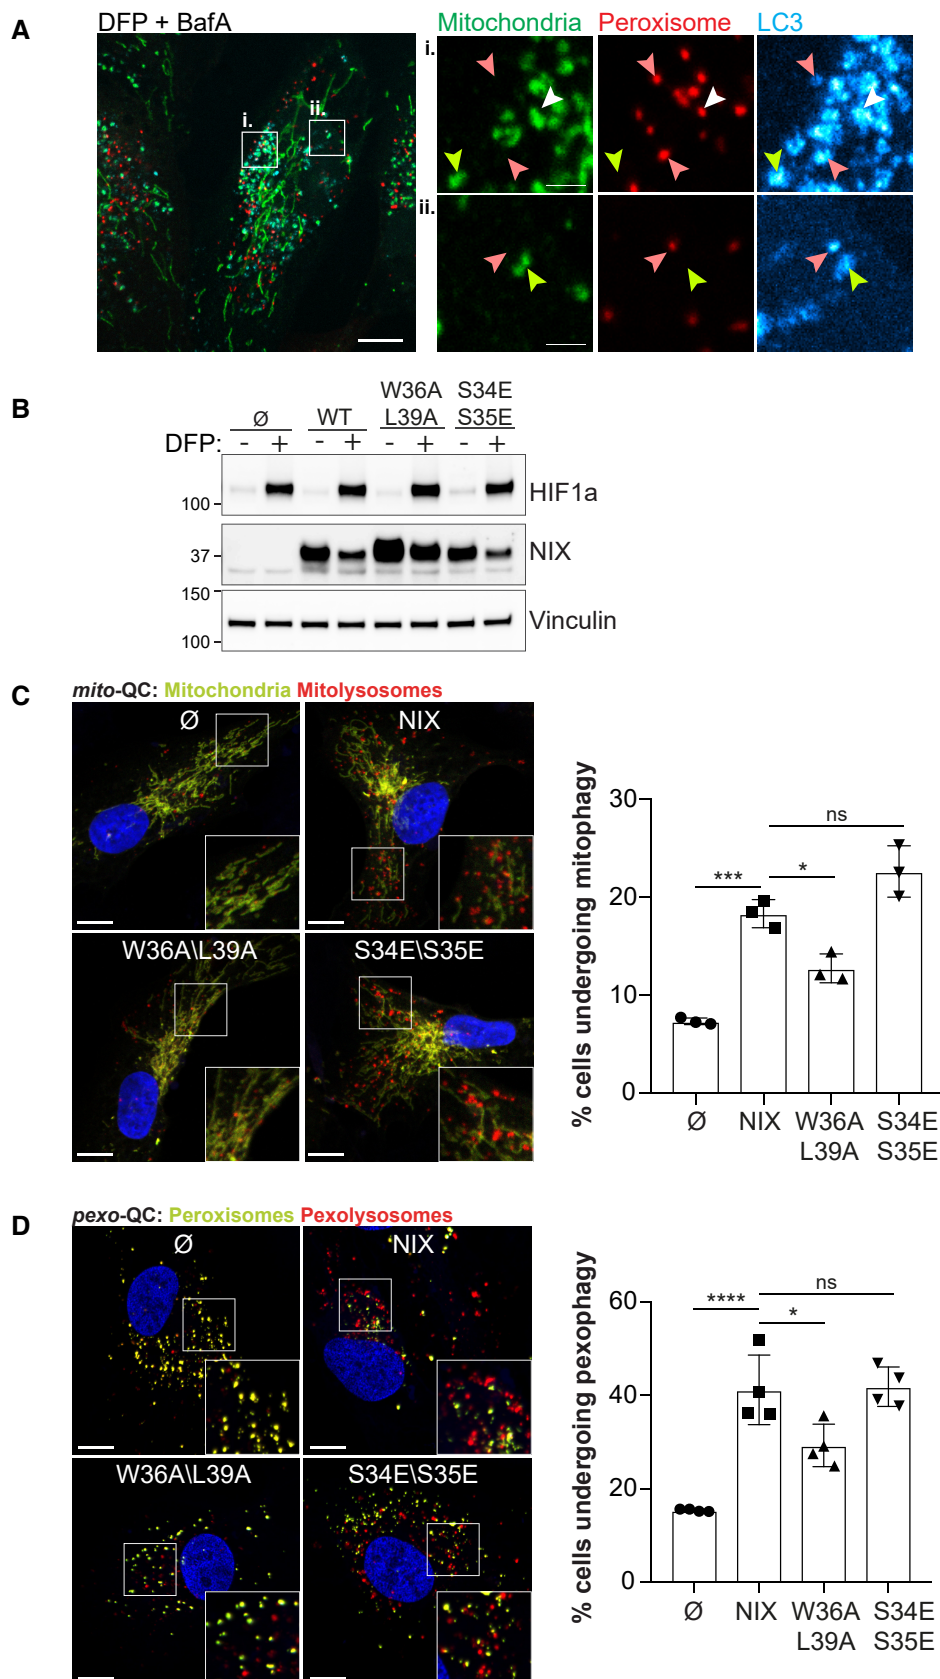 A
DFP + BafA
Mitochondria Peroxisome LC3
i.
i. ii.
ii.
B
W36A S34E
Ø WT L39A S35E
DFP: - + - + - + - +
HIF1a
100
NIX
37
150
Vinculin
100
C
mito-QC: Mitochondria Mitolysosomes
Ø NIX
W36A\L39A S34E\S35E
% cells undergoing mitophagy
30
20
10
0
ns
*** *
Ø NIX W36A S34E
L39A S35E
D
pexo-QC: Peroxisomes Pexolysosomes
Ø NIX
W36A\L39A S34E\S35E
% cells undergoing pexophagy
60
40
20
0
ns
**** *
Ø NIX W36A S34E
L39A S35E